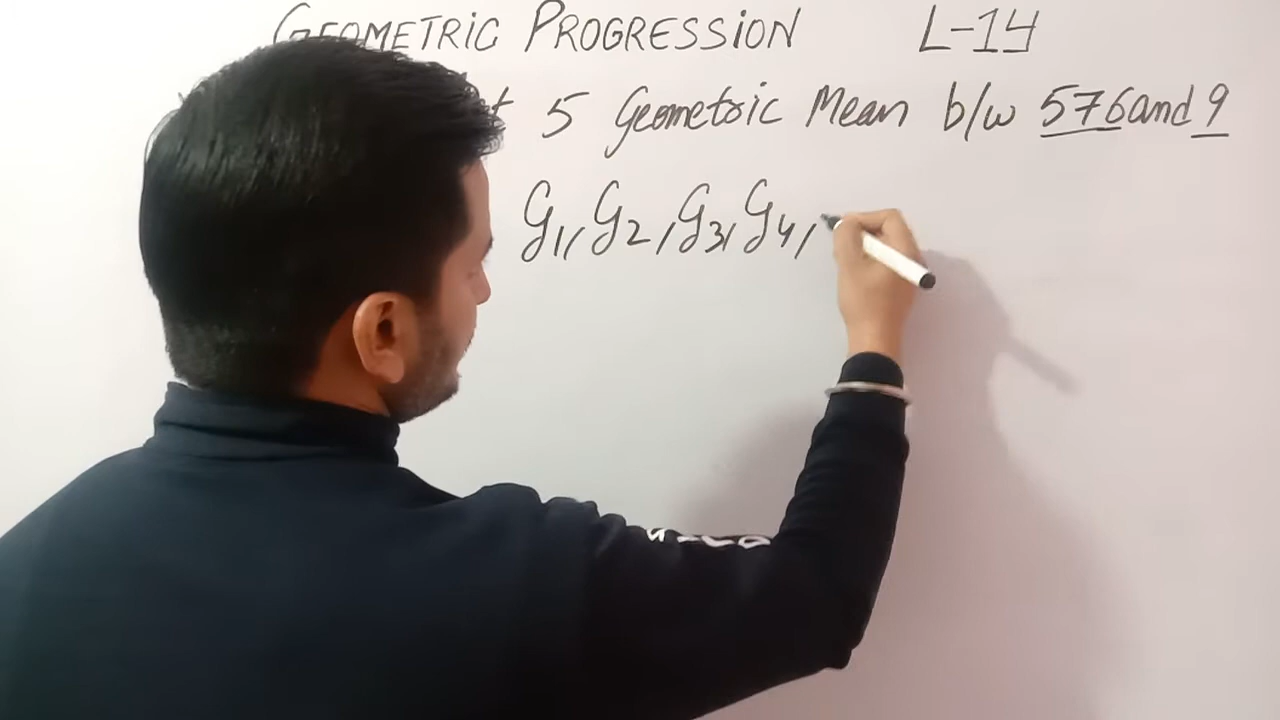 GEOMETRIC PROGRESSION L-14
5 Geometric Mean b/w 576 and 9
G1, G2, G3, G4,